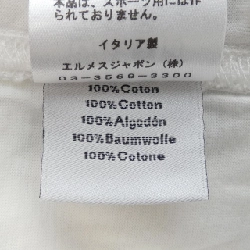 本品は、スポーツ用には作
られておりません。
イタリア製
エルメスジャポン（株）
03-3569-3300
100%Coton
100%Cotton
100%Algodón
100%Baumwolle
100%Cotone